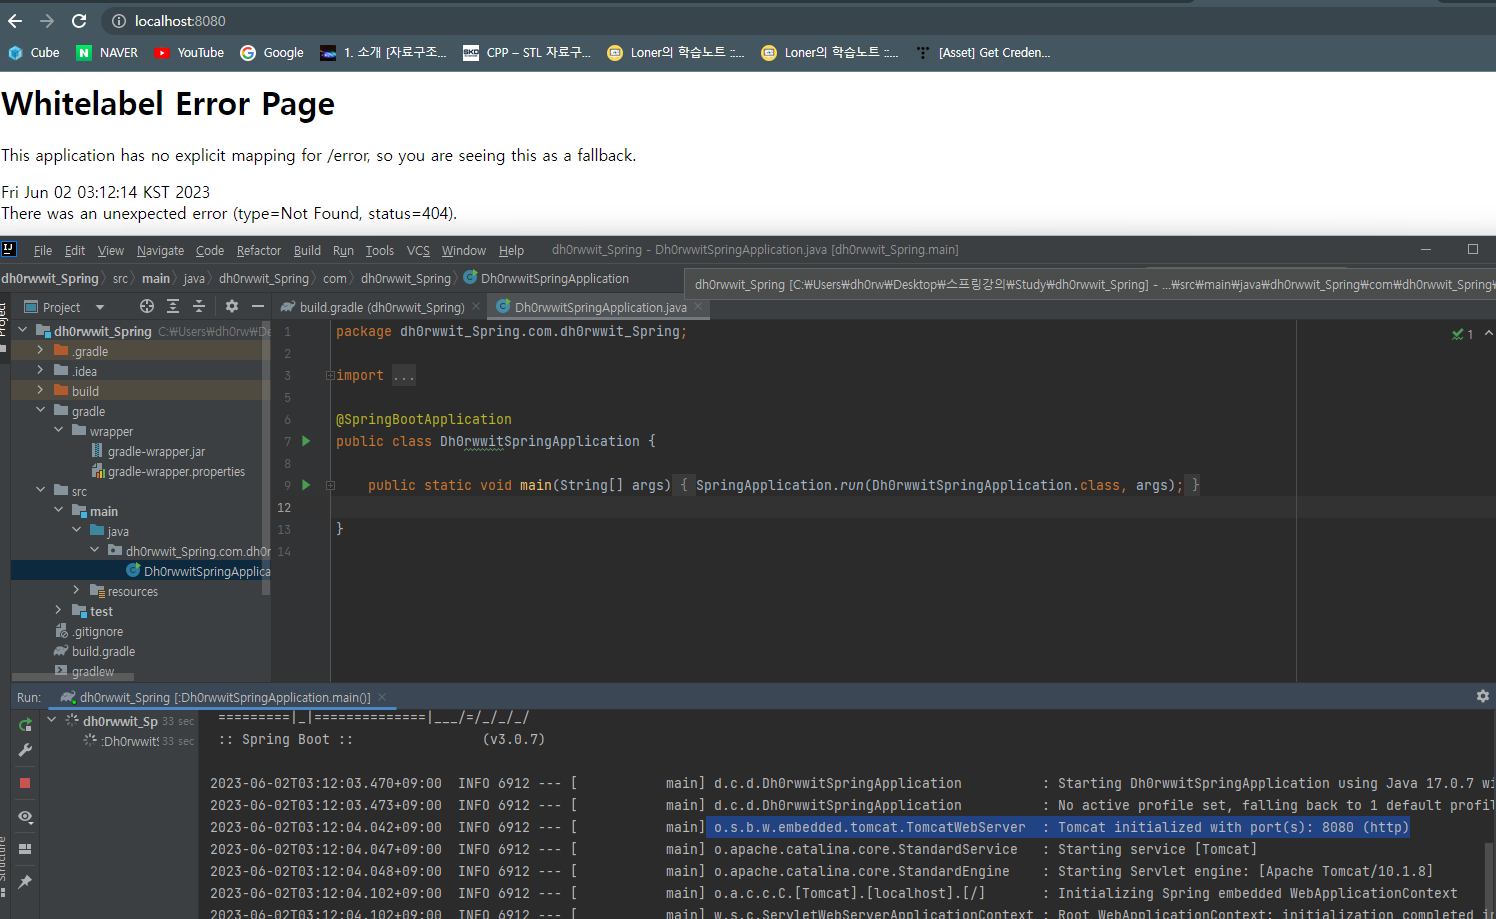 localhost:8080
Cube NAVER YouTube Google 1. 소개 [자료구조... CPP – STL 자료구... Loner의 학습노트 ::... Loner의 학습노트 ::... [Asset] Get Creden...
Whitelabel Error Page
This application has no explicit mapping for /error, so you are seeing this as a fallback.
Fri Jun 02 03:12:14 KST 2023
There was an unexpected error (type=Not Found, status=404).
File Edit View Navigate Code Refactor Build Run Tools VCS Window Help dh0rwwit_Spring - Dh0rwwitSpringApplication.java [dh0rwwit_Spring.main]
dh0rwwit_Spring src main java dh0rwwit_Spring com dh0rwwit_Spring Dh0rwwitSpringApplication
dh0rwwit_Spring [C:₩Users₩dh0rw₩Desktop₩스프링강의₩Study₩dh0rwwit_Spring] - ...₩src₩main₩java₩dh0rwwit_Spring₩com₩dh0rwwit_Spring₩
Project build.gradle (dh0rwwit_Spring) Dh0rwwitSpringApplication.java
dh0rwwit_Spring C:₩Users₩dh0rw₩De
.gradle
.idea
build
gradle
wrapper
gradle-wrapper.jar
gradle-wrapper.properties
src
main
java
dh0rwwit_Spring.com.dh0r
Dh0rwwitSpringApplica
resources
test
.gitignore
build.gradle
gradlew
1 package dh0rwwit_Spring.com.dh0rwwit_Spring; 1
2
3 import ...
5
6 @SpringBootApplication
7 public class Dh0rwwitSpringApplication {
8
9 public static void main(String[] args) { SpringApplication.run(Dh0rwwitSpringApplication.class, args); }
12
13 }
14
Run: dh0rwwit_Spring [:Dh0rwwitSpringApplication.main()]
dh0rwwit_Sp 33 sec
:Dh0rwwitS 33 sec
Structure
=========|_|==============|___/=/_/_/_/
:: Spring Boot :: (v3.0.7)
2023-06-02T03:12:03.470+09:00 INFO 6912 --- [ main] d.c.d.Dh0rwwitSpringApplication : Starting Dh0rwwitSpringApplication using Java 17.0.7 wi
2023-06-02T03:12:03.473+09:00 INFO 6912 --- [ main] d.c.d.Dh0rwwitSpringApplication : No active profile set, falling back to 1 default profil
2023-06-02T03:12:04.042+09:00 INFO 6912 --- [ main] o.s.b.w.embedded.tomcat.TomcatWebServer : Tomcat initialized with port(s): 8080 (http)
2023-06-02T03:12:04.047+09:00 INFO 6912 --- [ main] o.apache.catalina.core.StandardService : Starting service [Tomcat]
2023-06-02T03:12:04.048+09:00 INFO 6912 --- [ main] o.apache.catalina.core.StandardEngine : Starting Servlet engine: [Apache Tomcat/10.1.8]
2023-06-02T03:12:04.102+09:00 INFO 6912 --- [ main] o.a.c.c.C.[Tomcat].[localhost].[/] : Initializing Spring embedded WebApplicationContext
2023-06-02T03:12:04.102+09:00 INFO 6912 --- [ main] w.s.c.ServletWebServerApplicationContext : Root WebApplicationContext: initialization completed i